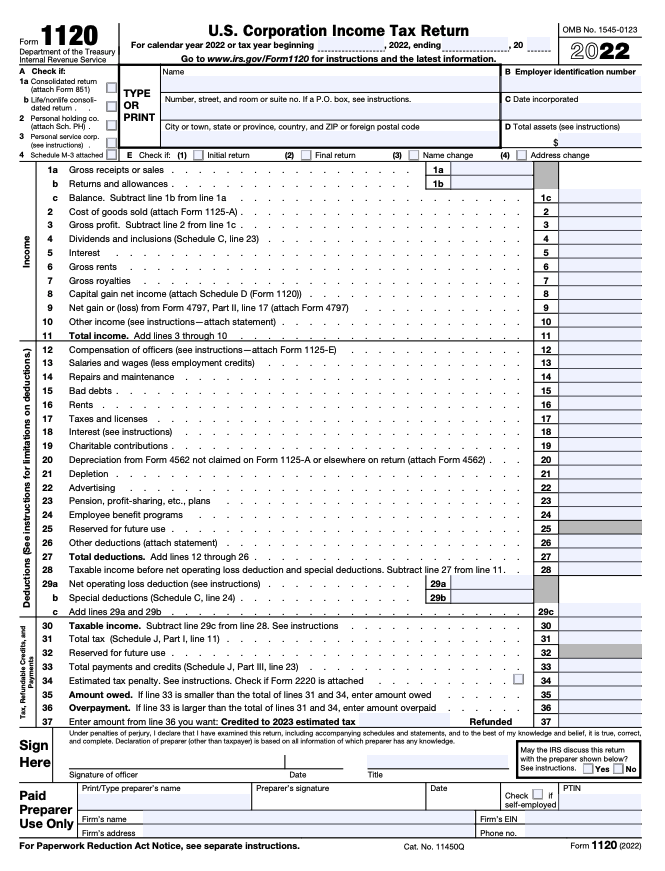 Form 1120
Department of the Treasury
Internal Revenue Service
U.S. Corporation Income Tax Return
For calendar year 2022 or tax year beginning , 2022, ending , 20
Go to www.irs.gov/Form1120 for instructions and the latest information.
OMB No. 1545-0123
2022
A Check if:
1a Consolidated return
(attach Form 851)
b Life/nonlife consoli-
dated return . .
2 Personal holding co.
(attach Sch. PH) .
3 Personal service corp.
(see instructions) .
4 Schedule M-3 attached
TYPE
OR
PRINT
Name
Number, street, and room or suite no. If a P.O. box, see instructions.
City or town, state or province, country, and ZIP or foreign postal code
B Employer identification number
C Date incorporated
D Total assets (see instructions)
$
E Check if: (1) Initial return (2) Final return (3) Name change (4) Address change
Income
1a Gross receipts or sales 1a
b Returns and allowances 1b
c Balance. Subtract line 1b from line 1a 1c
2 Cost of goods sold (attach Form 1125-A) 2
3 Gross profit. Subtract line 2 from line 1c 3
4 Dividends and inclusions (Schedule C, line 23) 4
5 Interest 5
6 Gross rents 6
7 Gross royalties 7
8 Capital gain net income (attach Schedule D (Form 1120)) 8
9 Net gain or (loss) from Form 4797, Part II, line 17 (attach Form 4797) 9
10 Other income (see instructions—attach statement) 10
11 Total income. Add lines 3 through 10 11
Deductions (See instructions for limitations on deductions.)
12 Compensation of officers (see instructions—attach Form 1125-E) 12
13 Salaries and wages (less employment credits) 13
14 Repairs and maintenance 14
15 Bad debts 15
16 Rents 16
17 Taxes and licenses 17
18 Interest (see instructions) 18
19 Charitable contributions 19
20 Depreciation from Form 4562 not claimed on Form 1125-A or elsewhere on return (attach Form 4562) 20
21 Depletion 21
22 Advertising 22
23 Pension, profit-sharing, etc., plans 23
24 Employee benefit programs 24
25 Reserved for future use 25
26 Other deductions (attach statement) 26
27 Total deductions. Add lines 12 through 26 27
28 Taxable income before net operating loss deduction and special deductions. Subtract line 27 from line 11 28
29a Net operating loss deduction (see instructions) 29a
b Special deductions (Schedule C, line 24) 29b
c Add lines 29a and 29b 29c
Tax, Refundable Credits, and
Payments
30 Taxable income. Subtract line 29c from line 28. See instructions 30
31 Total tax (Schedule J, Part I, line 11) 31
32 Reserved for future use 32
33 Total payments and credits (Schedule J, Part III, line 23) 33
34 Estimated tax penalty. See instructions. Check if Form 2220 is attached 34
35 Amount owed. If line 33 is smaller than the total of lines 31 and 34, enter amount owed 35
36 Overpayment. If line 33 is larger than the total of lines 31 and 34, enter amount overpaid 36
37 Enter amount from line 36 you want: Credited to 2023 estimated tax Refunded 37
Sign
Here
Under penalties of perjury, I declare that I have examined this return, including accompanying schedules and statements, and to the best of my knowledge and belief, it is true, correct,
and complete. Declaration of preparer (other than taxpayer) is based on all information of which preparer has any knowledge.
Signature of officer Date Title
May the IRS discuss this return
with the preparer shown below?
See instructions. Yes No
Paid
Preparer
Use Only
Print/Type preparer's name Preparer's signature Date
Check if
self-employed
PTIN
Firm's name Firm's EIN
Firm's address Phone no.
For Paperwork Reduction Act Notice, see separate instructions. Cat. No. 11450Q Form 1120 (2022)